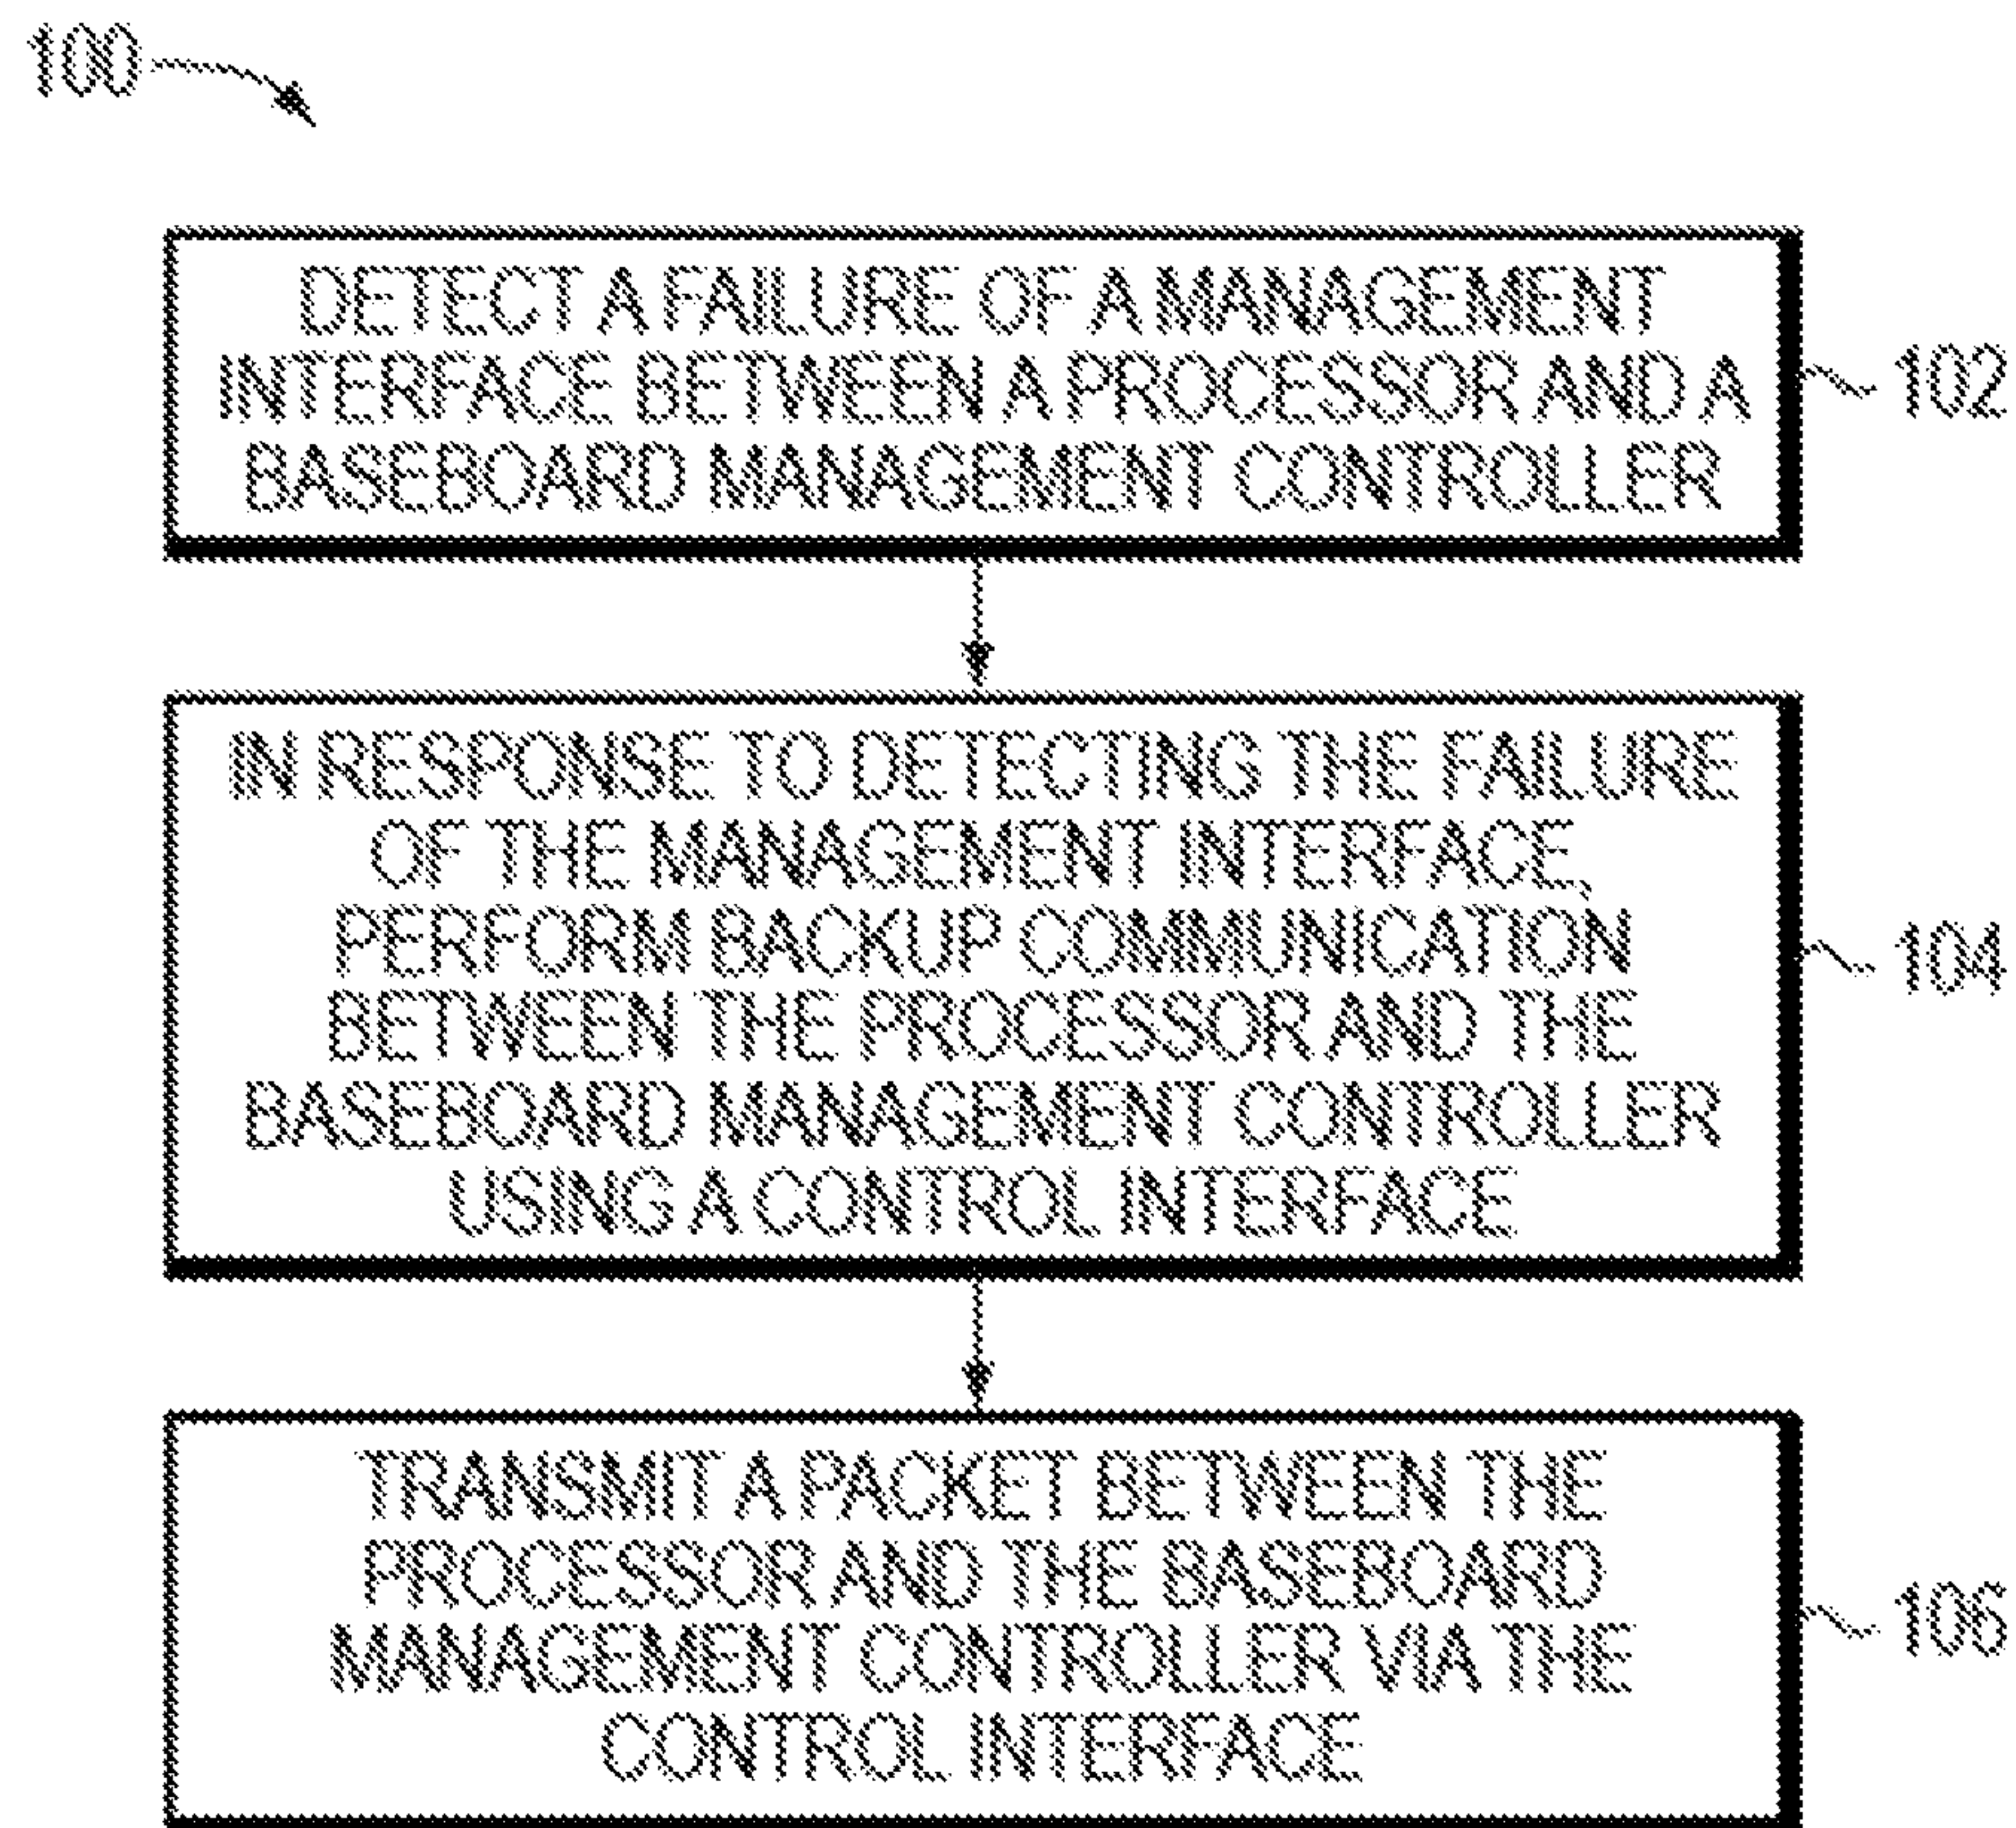 100
DETECT A FAILURE OF A MANAGEMENT
INTERFACE BETWEEN A PROCESSOR AND A
BASEBOARD MANAGEMENT CONTROLLER
102
IN RESPONSE TO DETECTING THE FAILURE
OF THE MANAGEMENT INTERFACE,
PERFORM BACKUP COMMUNICATION
BETWEEN THE PROCESSOR AND THE
BASEBOARD MANAGEMENT CONTROLLER
USING A CONTROL INTERFACE
104
TRANSMIT A PACKET BETWEEN THE
PROCESSOR AND THE BASEBOARD
MANAGEMENT CONTROLLER VIA THE
CONTROL INTERFACE
106